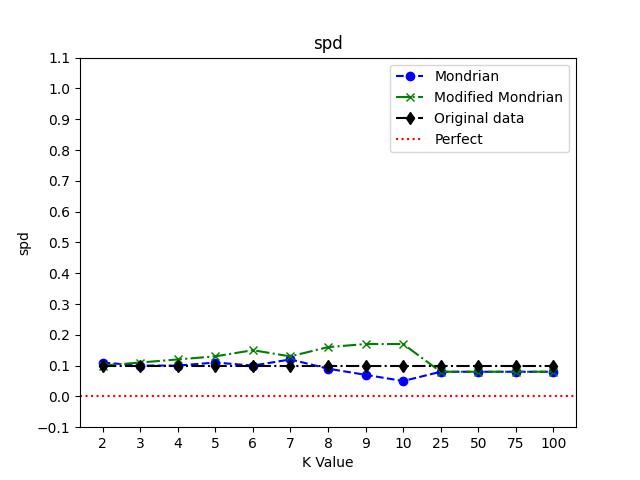 spd
1.1
1.0
0.9
0.8
0.7
0.6
0.5
0.4
0.3
0.2
0.1
0.0
−0.1
spd
Mondrian
Modified Mondrian
Original data
Perfect
2 3 4 5 6 7 8 9 10 25 50 75 100
K Value